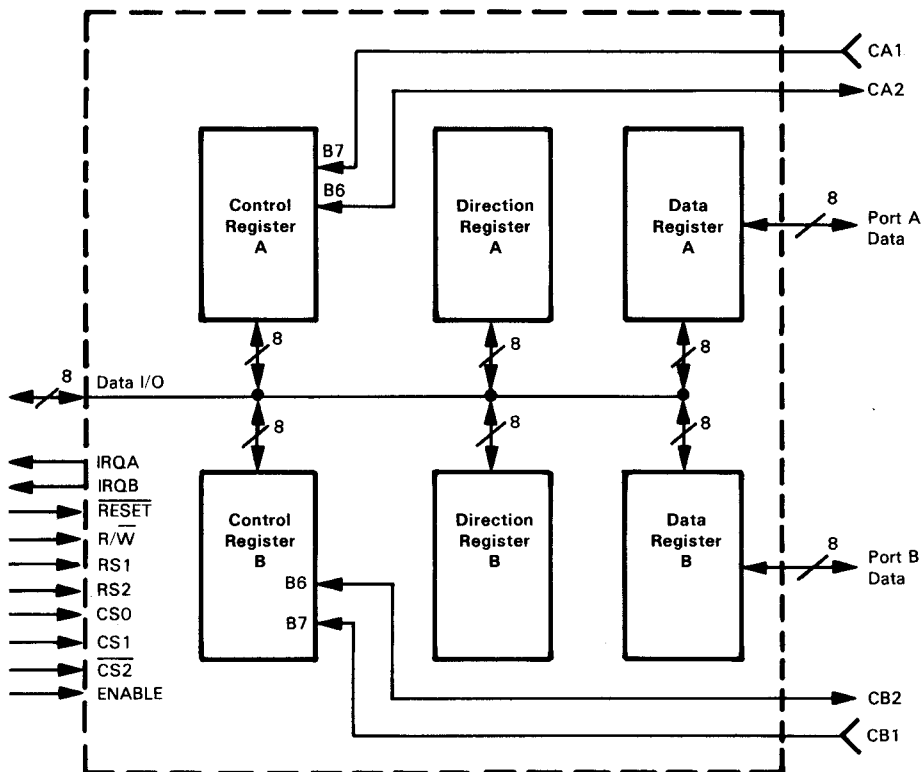 CA1
CA2
B7
B6
Control
Register
A
Direction
Register
A
Data
Register
A
8
Port A
Data
8
8
8
8
Data I/O
8
8
8
IRQA
IRQB
RESET
R/W
RS1
RS2
CS0
CS1
CS2
ENABLE
Control
Register
B
B6
B7
Direction
Register
B
Data
Register
B
8
Port B
Data
CB2
CB1